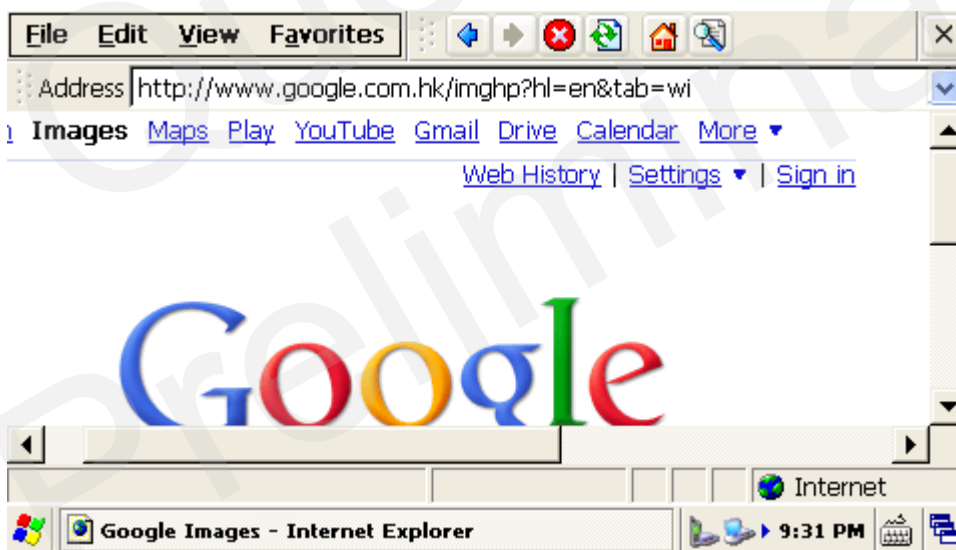 File Edit View Favorites
Address http://www.google.com.hk/imghp?hl=en&tab=wi
Images Maps Play YouTube Gmail Drive Calendar More ▼
Web History | Settings ▼ | Sign in
Google
Internet
Google Images - Internet Explorer 9:31 PM